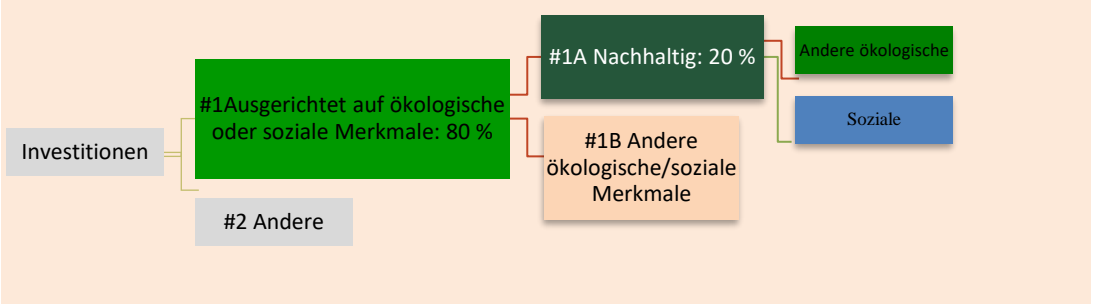 Investitionen
#1Ausgerichtet auf ökologische
oder soziale Merkmale: 80 %
#2 Andere
#1A Nachhaltig: 20 %
#1B Andere
ökologische/soziale
Merkmale
Andere ökologische
Soziale